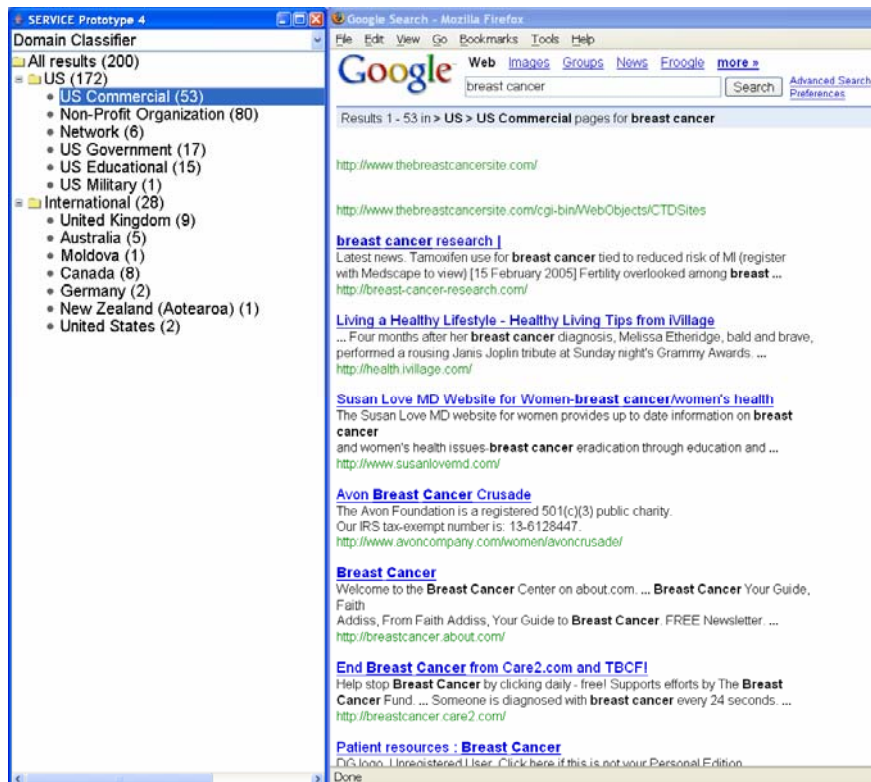 SERVICE Prototype 4
Domain Classifier
All results (200)
US (172)
US Commercial (53)
Non-Profit Organization (80)
Network (6)
US Government (17)
US Educational (15)
US Military (1)
International (28)
United Kingdom (9)
Australia (5)
Moldova (1)
Canada (8)
Germany (2)
New Zealand (Aotearoa) (1)
United States (2)
Google Search - Mozilla Firefox
File Edit View Go Bookmarks Tools Help
Google
Web Images Groups News Froogle more »
breast cancer
Search
Advanced Search
Preferences
Results 1 - 53 in > US > US Commercial pages for breast cancer
http://www.thebreastcancersite.com/
http://www.thebreastcancersite.com/cgi-bin/WebObjects/CTDSites
breast cancer research |
Latest news. Tamoxifen use for breast cancer tied to reduced risk of MI (register
with Medscape to view) [15 February 2005] Fertility overlooked among breast ...
http://breast-cancer-research.com/
Living a Healthy Lifestyle - Healthy Living Tips from iVillage
... Four months after her breast cancer diagnosis, Melissa Etheridge, bald and brave,
performed a rousing Janis Joplin tribute at Sunday night's Grammy Awards. ...
http://health.ivillage.com/
Susan Love MD Website for Women-breast cancer/women's health
The Susan Love MD website for women provides up to date information on breast
cancer
and women's health issues-breast cancer eradication through education and ...
http://www.susanlovemd.com/
Avon Breast Cancer Crusade
The Avon Foundation is a registered 501(c)(3) public charity.
Our IRS tax-exempt number is: 13-6128447.
http://www.avoncompany.com/women/avoncrusade/
Breast Cancer
Welcome to the Breast Cancer Center on about.com. ... Breast Cancer Your Guide,
Faith
Addiss, From Faith Addiss, Your Guide to Breast Cancer. FREE Newsletter. ...
http://breastcancer.about.com/
End Breast Cancer from Care2.com and TBCF!
Help stop Breast Cancer by clicking daily - free! Supports efforts by The Breast
Cancer Fund. ... Someone is diagnosed with breast cancer every 24 seconds. ...
http://breastcancer.care2.com/
Patient resources : Breast Cancer
DG logo. Unregistered User. Click here if this is not your Personal Edition
Done